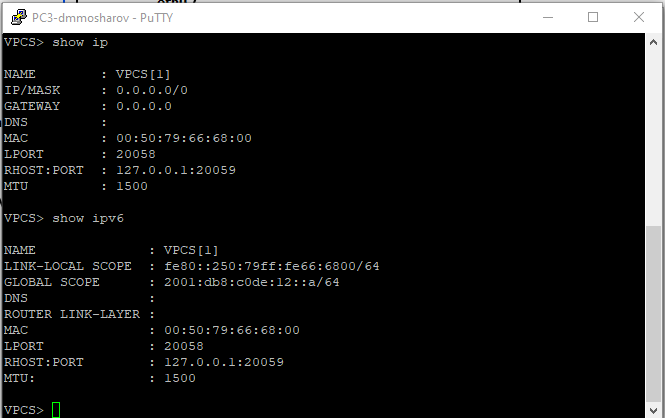 PC3-dmmosharov - PuTTY
VPCS> show ip
NAME : VPCS[1]
IP/MASK : 0.0.0.0/0
GATEWAY : 0.0.0.0
DNS :
MAC : 00:50:79:66:68:00
LPORT : 20058
RHOST:PORT : 127.0.0.1:20059
MTU : 1500
VPCS> show ipv6
NAME : VPCS[1]
LINK-LOCAL SCOPE : fe80::250:79ff:fe66:6800/64
GLOBAL SCOPE : 2001:db8:c0de:12::a/64
DNS :
ROUTER LINK-LAYER :
MAC : 00:50:79:66:68:00
LPORT : 20058
RHOST:PORT : 127.0.0.1:20059
MTU: : 1500
VPCS>